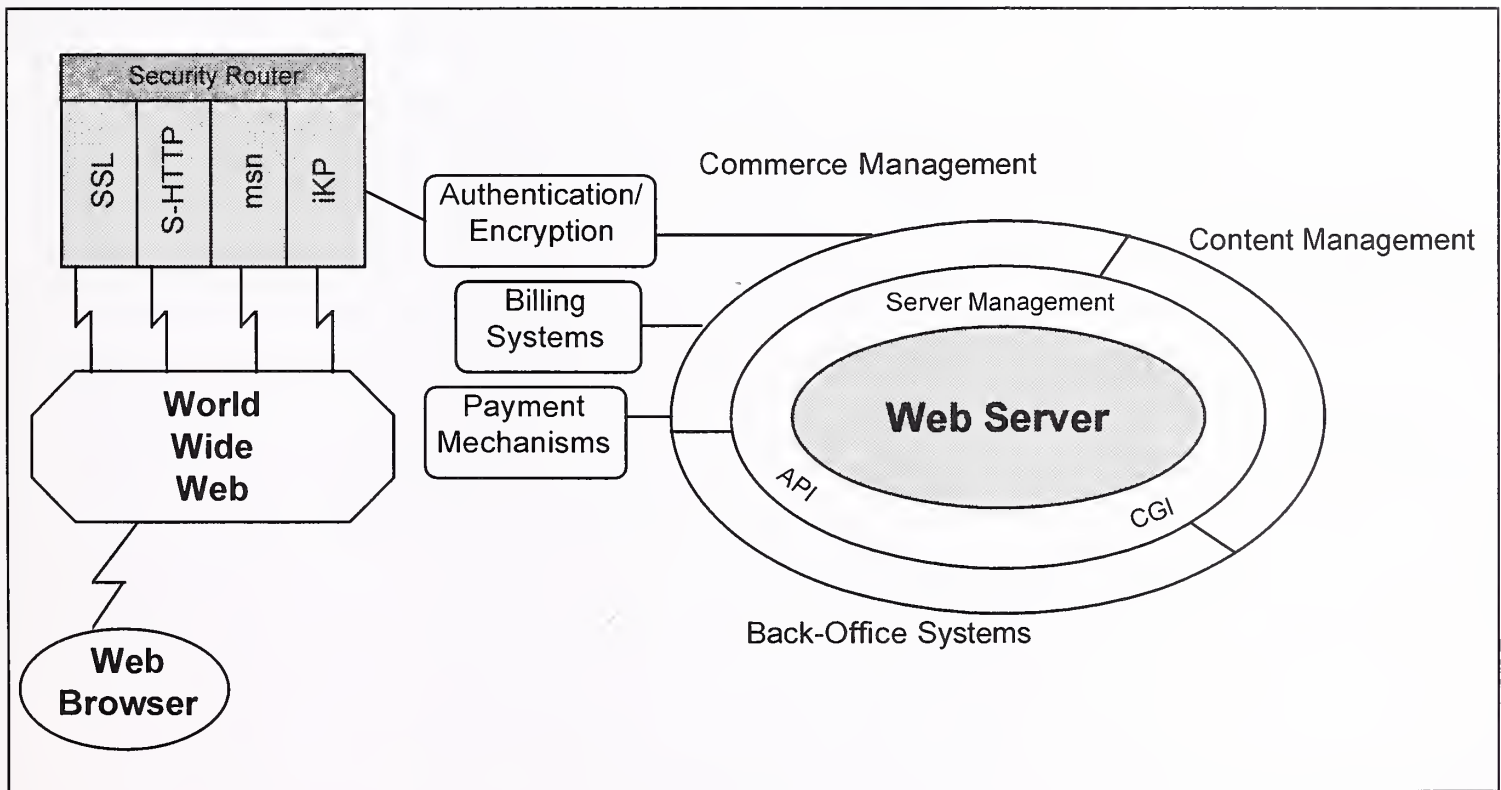 Security Router
SSL
S-HTTP
msn
iKP
Authentication/
Encryption
Billing
Systems
Payment
Mechanisms
World
Wide
Web
Web
Browser
Commerce Management
Content Management
Server Management
Web Server
API
CGI
Back-Office Systems